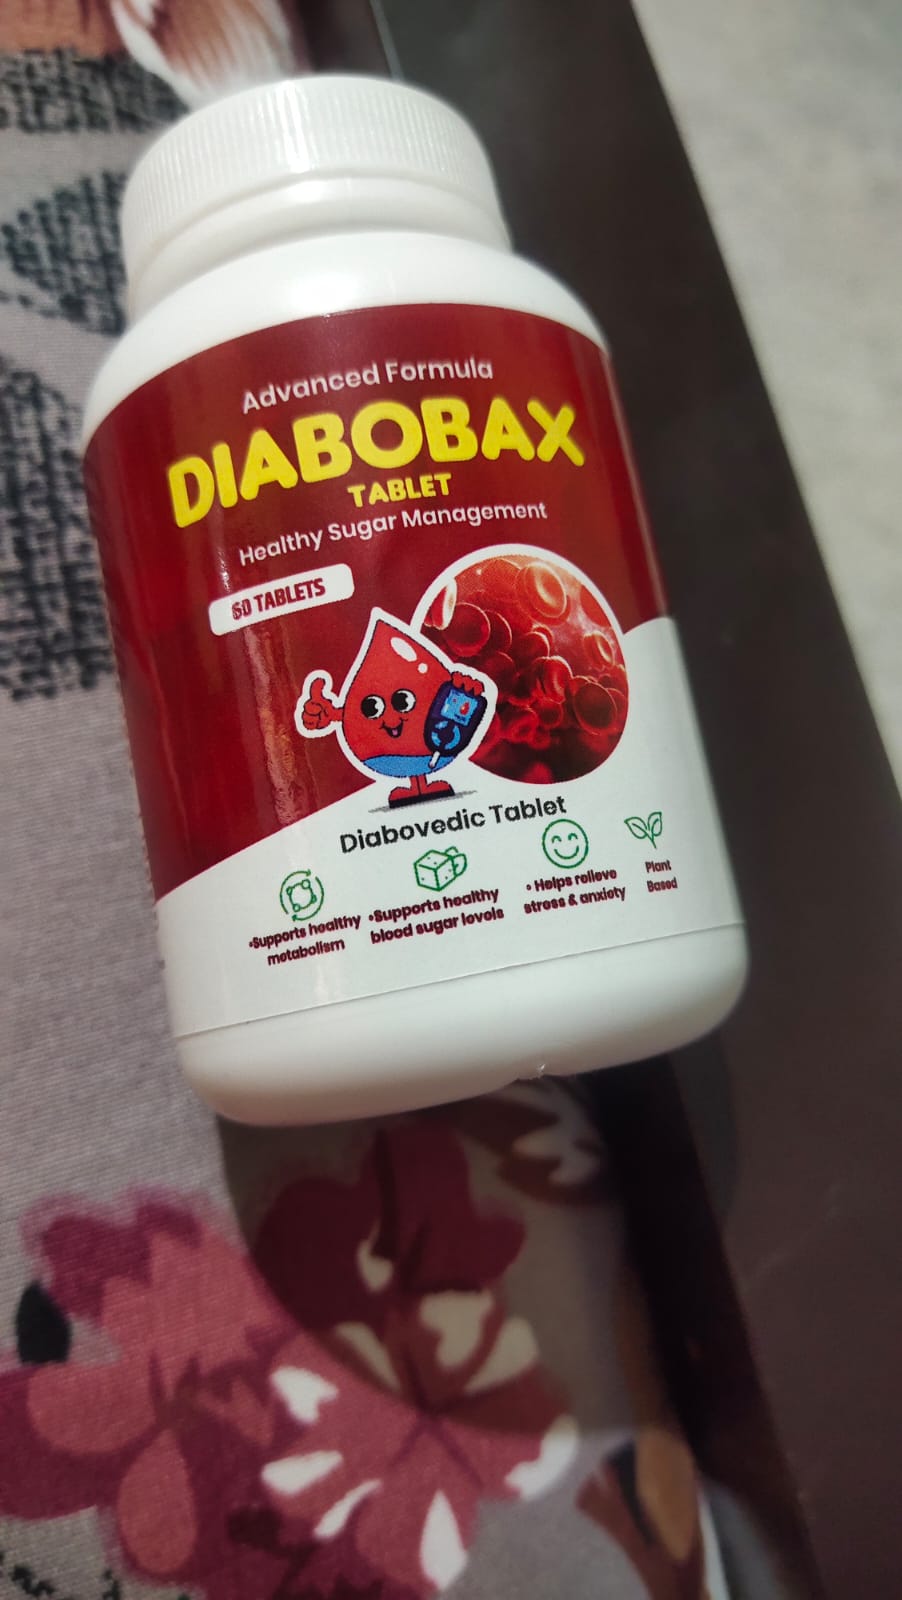 Advanced Formula
DIABOBAX
TABLET
Healthy Sugar Management
60 TABLETS
Diabovedic Tablet
•Supports healthy
metabolism
•Supports healthy
blood sugar levels
• Helps relieve
stress & anxiety
Plant
Based